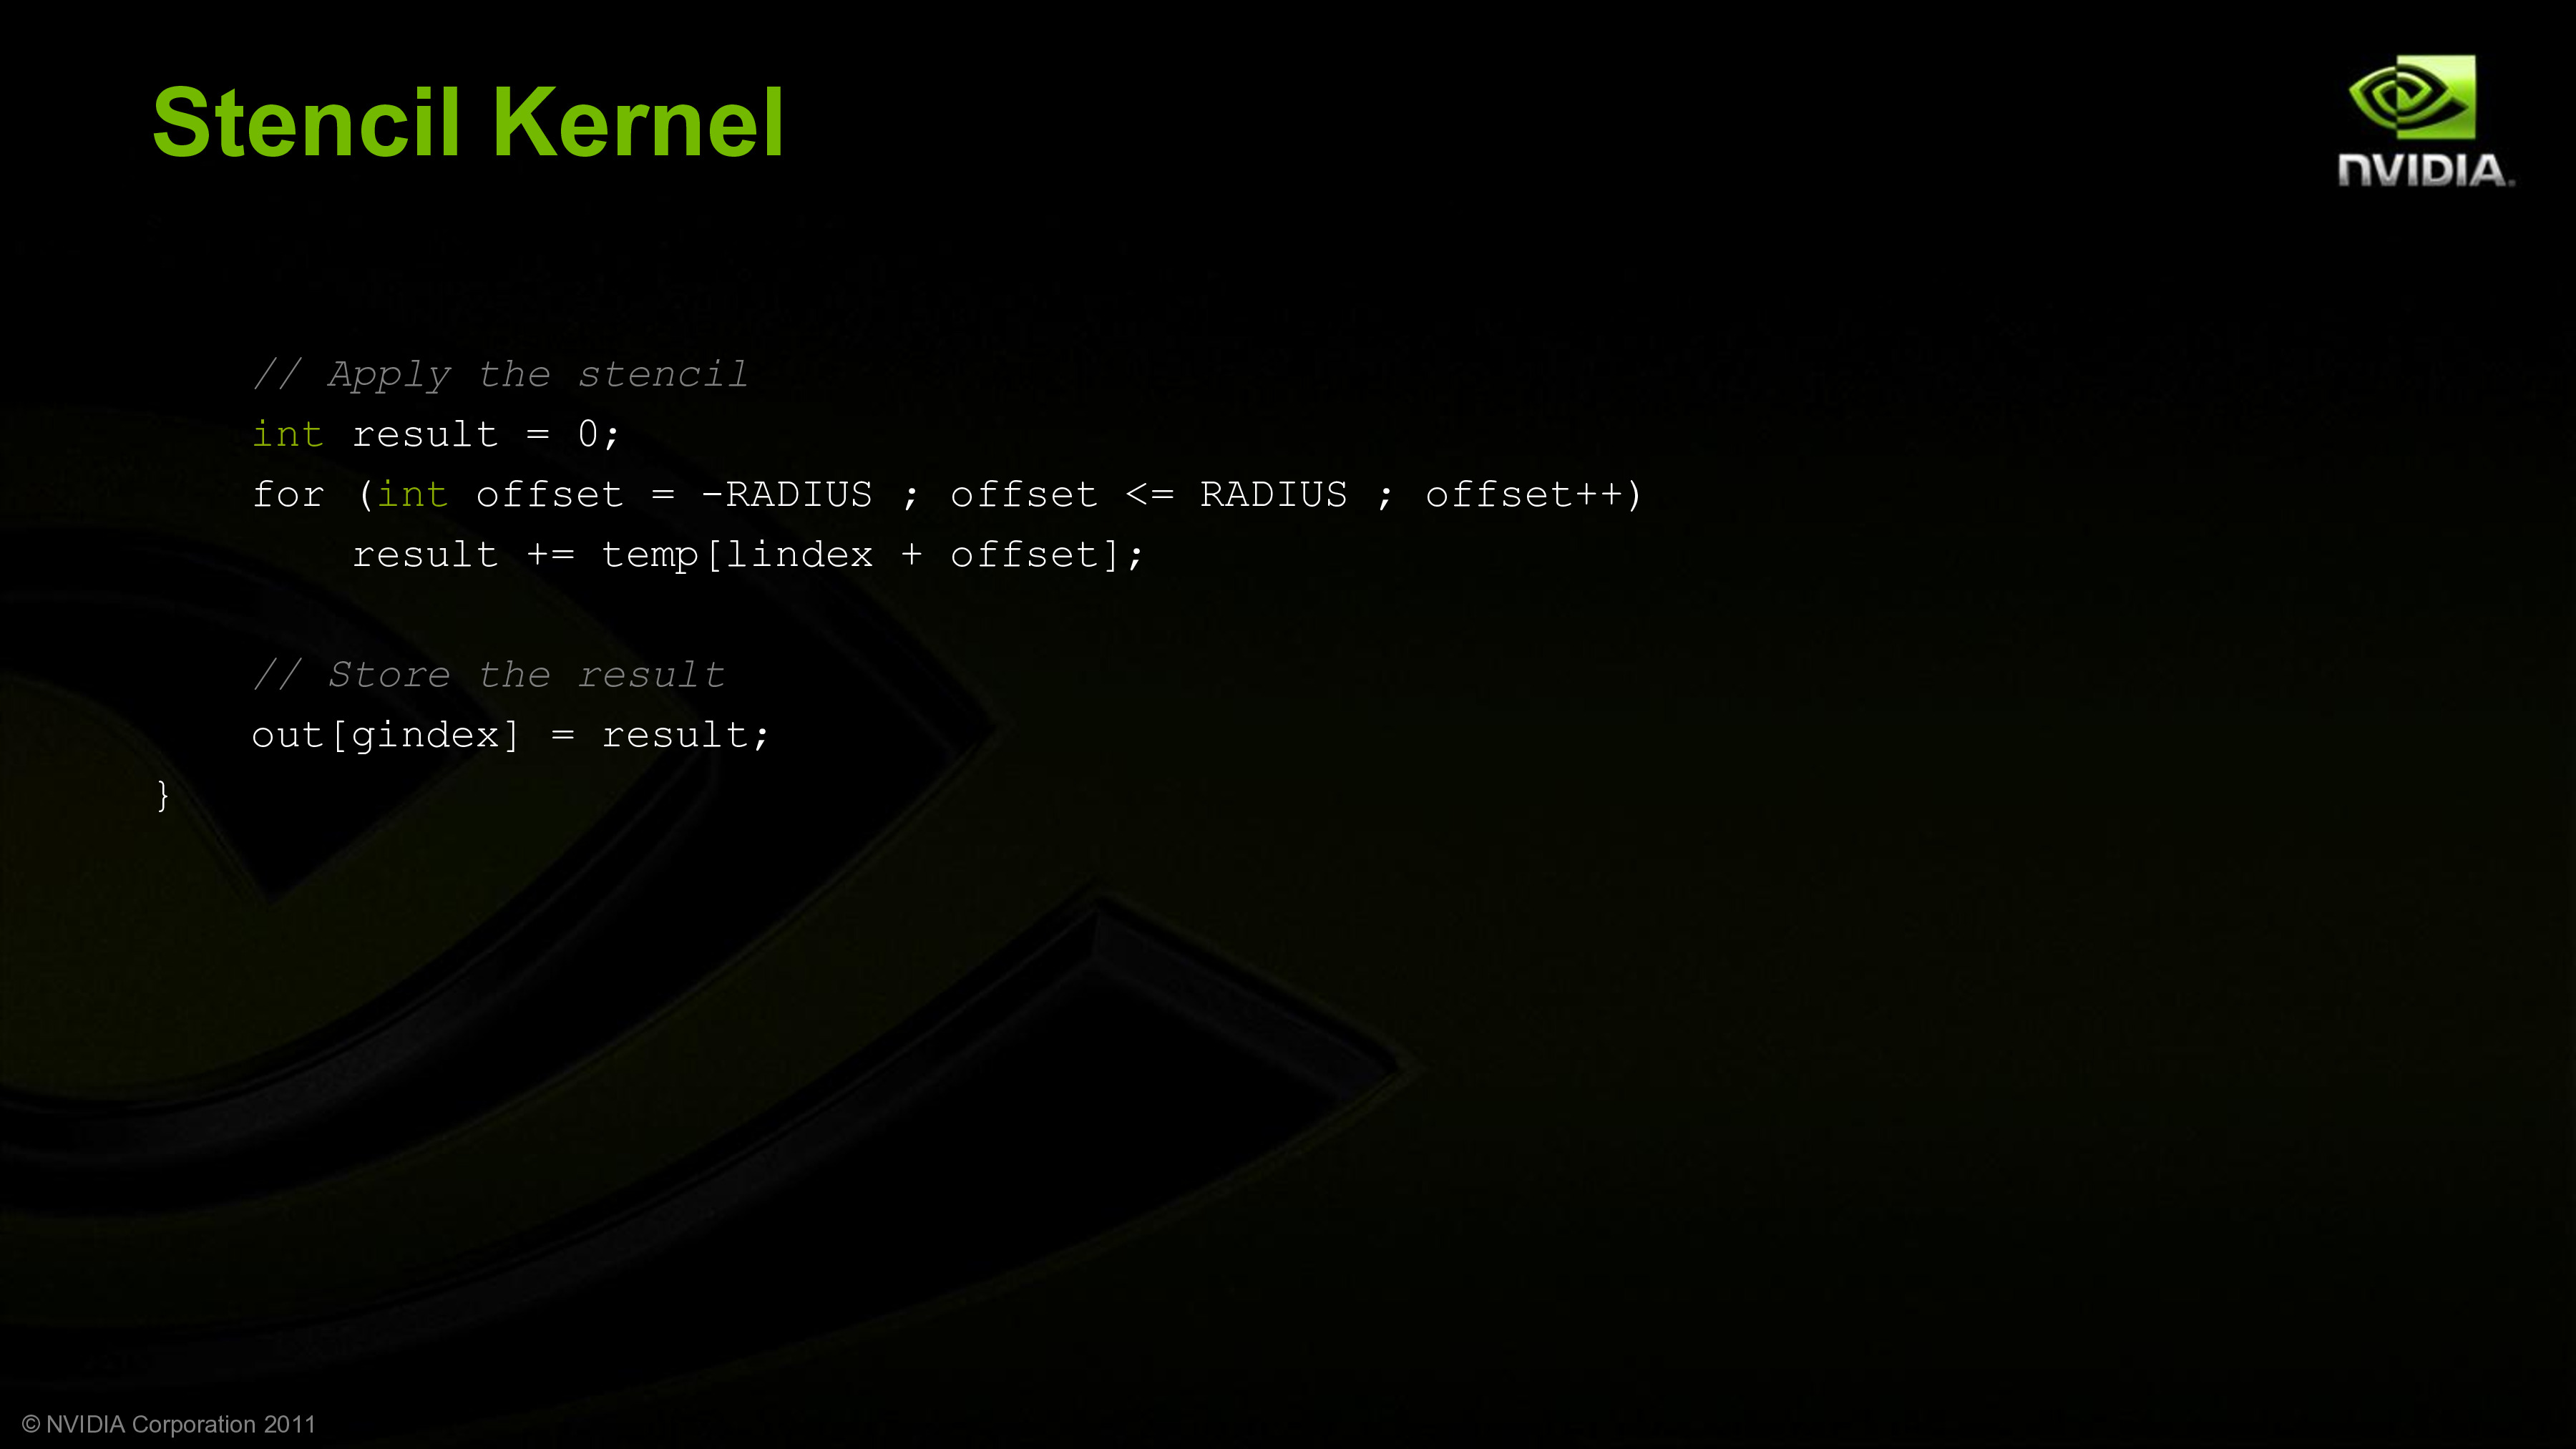 Stencil Kernel
NVIDIA.
// Apply the stencil
int result = 0;
for (int offset = -RADIUS ; offset <= RADIUS ; offset++)
result += temp[lindex + offset];
// Store the result
out[gindex] = result;
}
© NVIDIA Corporation 2011